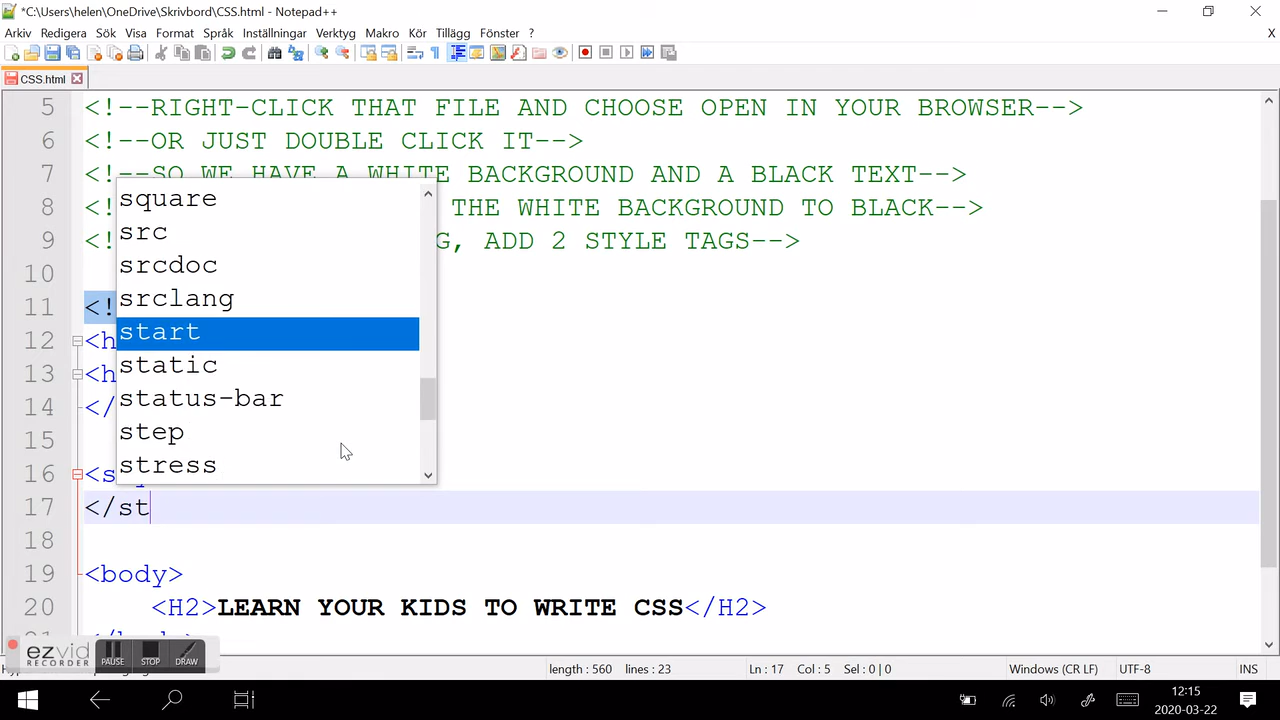 *C:\Users\helen\OneDrive\Skrivbord\CSS.html - Notepad++
Arkiv Redigera Sök Visa Format Språk Inställningar Verktyg Makro Kör Tillägg Fönster ? X
CSS.html
5 <!--RIGHT-CLICK THAT FILE AND CHOOSE OPEN IN YOUR BROWSER-->
6 <!--OR JUST DOUBLE CLICK IT-->
7 <!--SO WE HAVE A WHITE BACKGROUND AND A BLACK TEXT-->
8 <! THE WHITE BACKGROUND TO BLACK-->
9 <! G, ADD 2 STYLE TAGS-->
10
11 <!
12 <h
13 <h
14 </
15
16 <s
17 </st
18
19 <body>
20 <H2>LEARN YOUR KIDS TO WRITE CSS</H2>
square
src
srcdoc
srclang
start
static
status-bar
step
stress
ezvid
RECORDER
PAUSE STOP DRAW
length : 560 lines : 23 Ln : 17 Col : 5 Sel : 0 | 0 Windows (CR LF) UTF-8 INS
12:15
2020-03-22